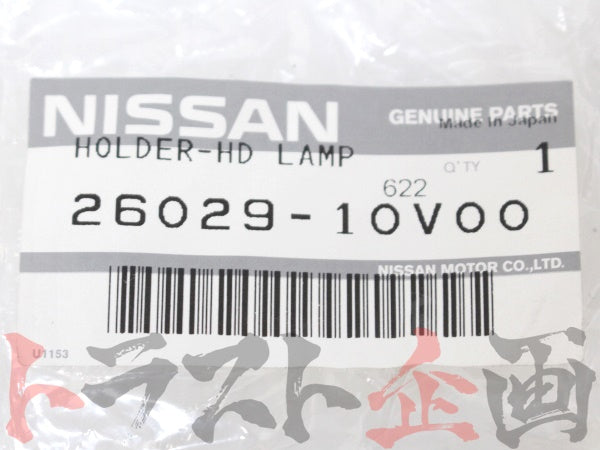 NISSAN GENUINE PARTS
Made in Japan
HOLDER-HD LAMP Q'TY 1
622
26029-10V00
NISSAN MOTOR CO.,LTD.
U1153
トラスト企画